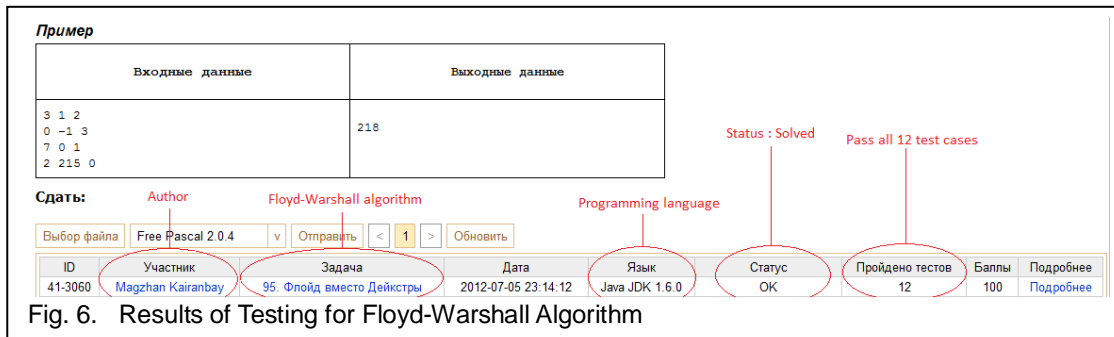 Пример
Входные данные Выходные данные
3 1 2
0 -1 3
7 0 1
2 215 0
218
Status : Solved
Pass all 12 test cases
Сдать:
Author
Floyd-Warshall algorithm
Programming language
Выбор файла Free Pascal 2.0.4 v Отправить < 1 > Обновить
ID Участник Задача Дата Язык Статус Пройдено тестов Баллы Подробнее
41-3060 Magzhan Kairanbay 95. Флойд вместо Дейкстры 2012-07-05 23:14:12 Java JDK 1.6.0 OK 12 100 Подробнее
Fig. 6. Results of Testing for Floyd-Warshall Algorithm